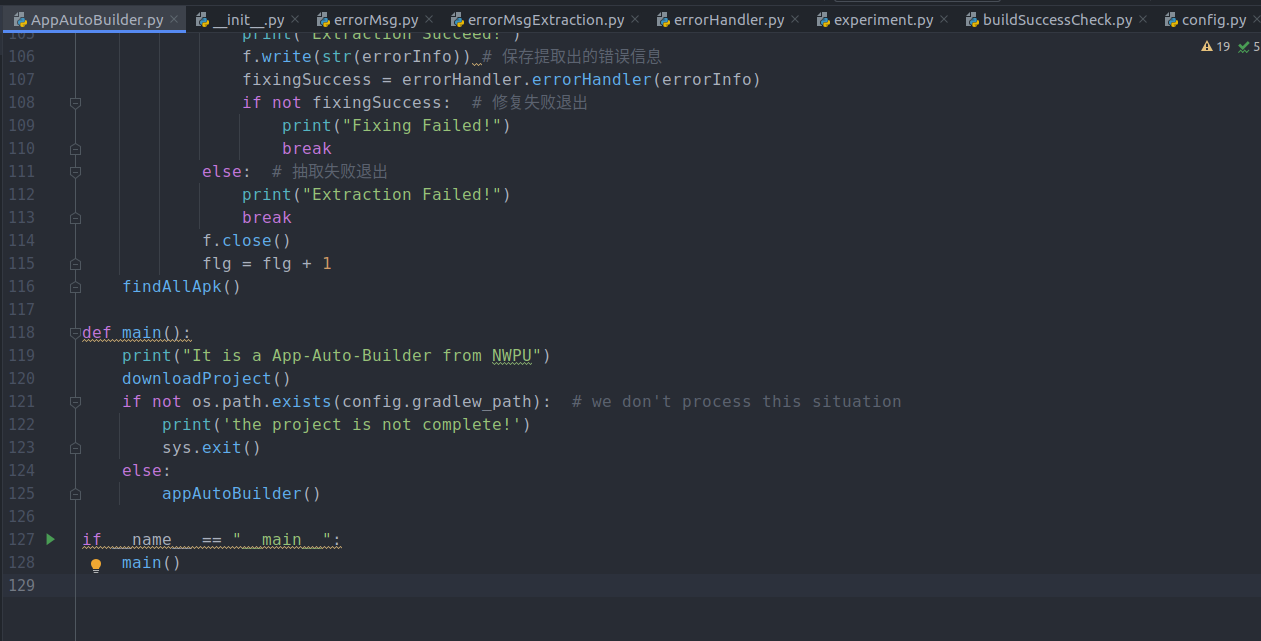 AppAutoBuilder.py __init__.py errorMsg.py errorMsgExtraction.py errorHandler.py experiment.py buildSuccessCheck.py config.py
19 5
105 print("Extraction Succeed!")
106 f.write(str(errorInfo)) # 保存提取出的错误信息
107 fixingSuccess = errorHandler.errorHandler(errorInfo)
108 if not fixingSuccess: # 修复失败退出
109 print("Fixing Failed!")
110 break
111 else: # 抽取失败退出
112 print("Extraction Failed!")
113 break
114 f.close()
115 flg = flg + 1
116 findAllApk()
117
118 def main():
119 print("It is a App-Auto-Builder from NWPU")
120 downloadProject()
121 if not os.path.exists(config.gradlew_path): # we don't process this situation
122 print('the project is not complete!')
123 sys.exit()
124 else:
125 appAutoBuilder()
126
127 if __name__ == "__main__":
128 main()
129